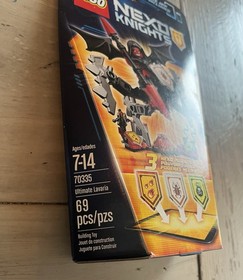 LEGO
NEXO
KNIGHTS
Ages/edades
7-14
70335
Ultimate Lavaria
69
pcs/pzs
Building Toy
Jouet de construction
Juguete para Construir
3